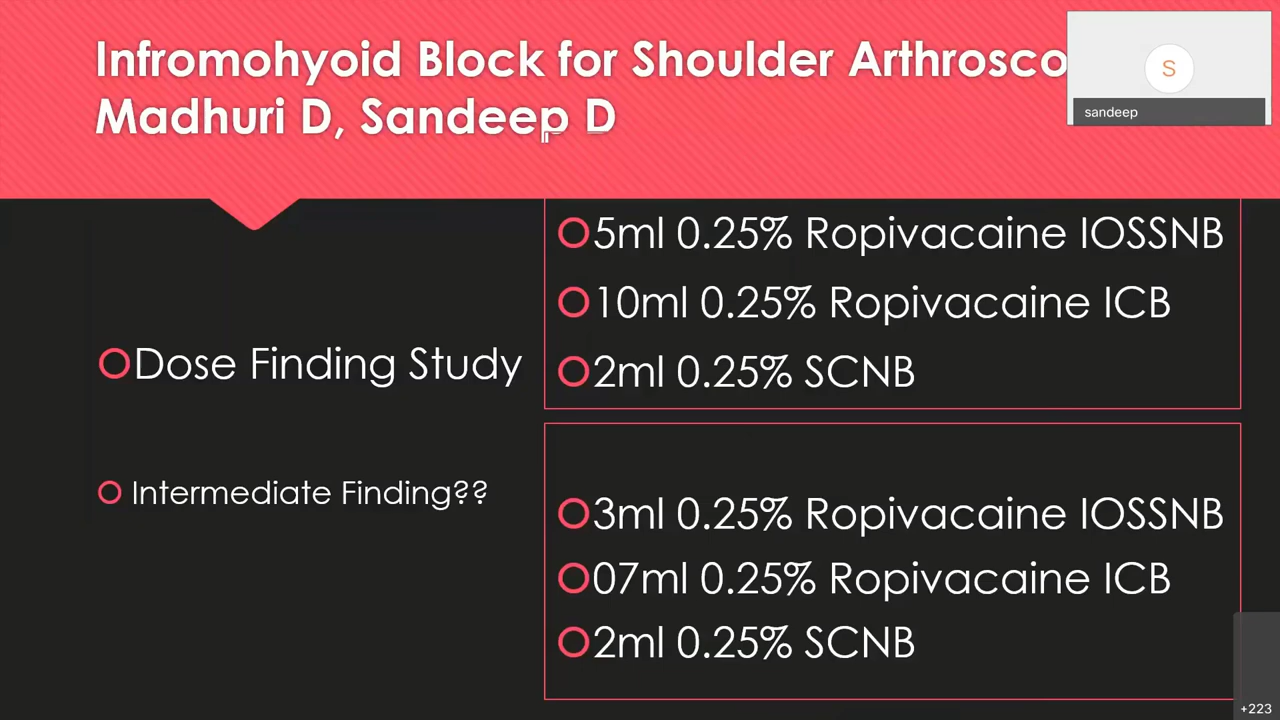 Infromohyoid Block for Shoulder Arthrosco
Madhuri D, Sandeep D
S
sandeep
Dose Finding Study
Intermediate Finding??
5ml 0.25% Ropivacaine IOSSNB
10ml 0.25% Ropivacaine ICB
2ml 0.25% SCNB
3ml 0.25% Ropivacaine IOSSNB
07ml 0.25% Ropivacaine ICB
2ml 0.25% SCNB
+223